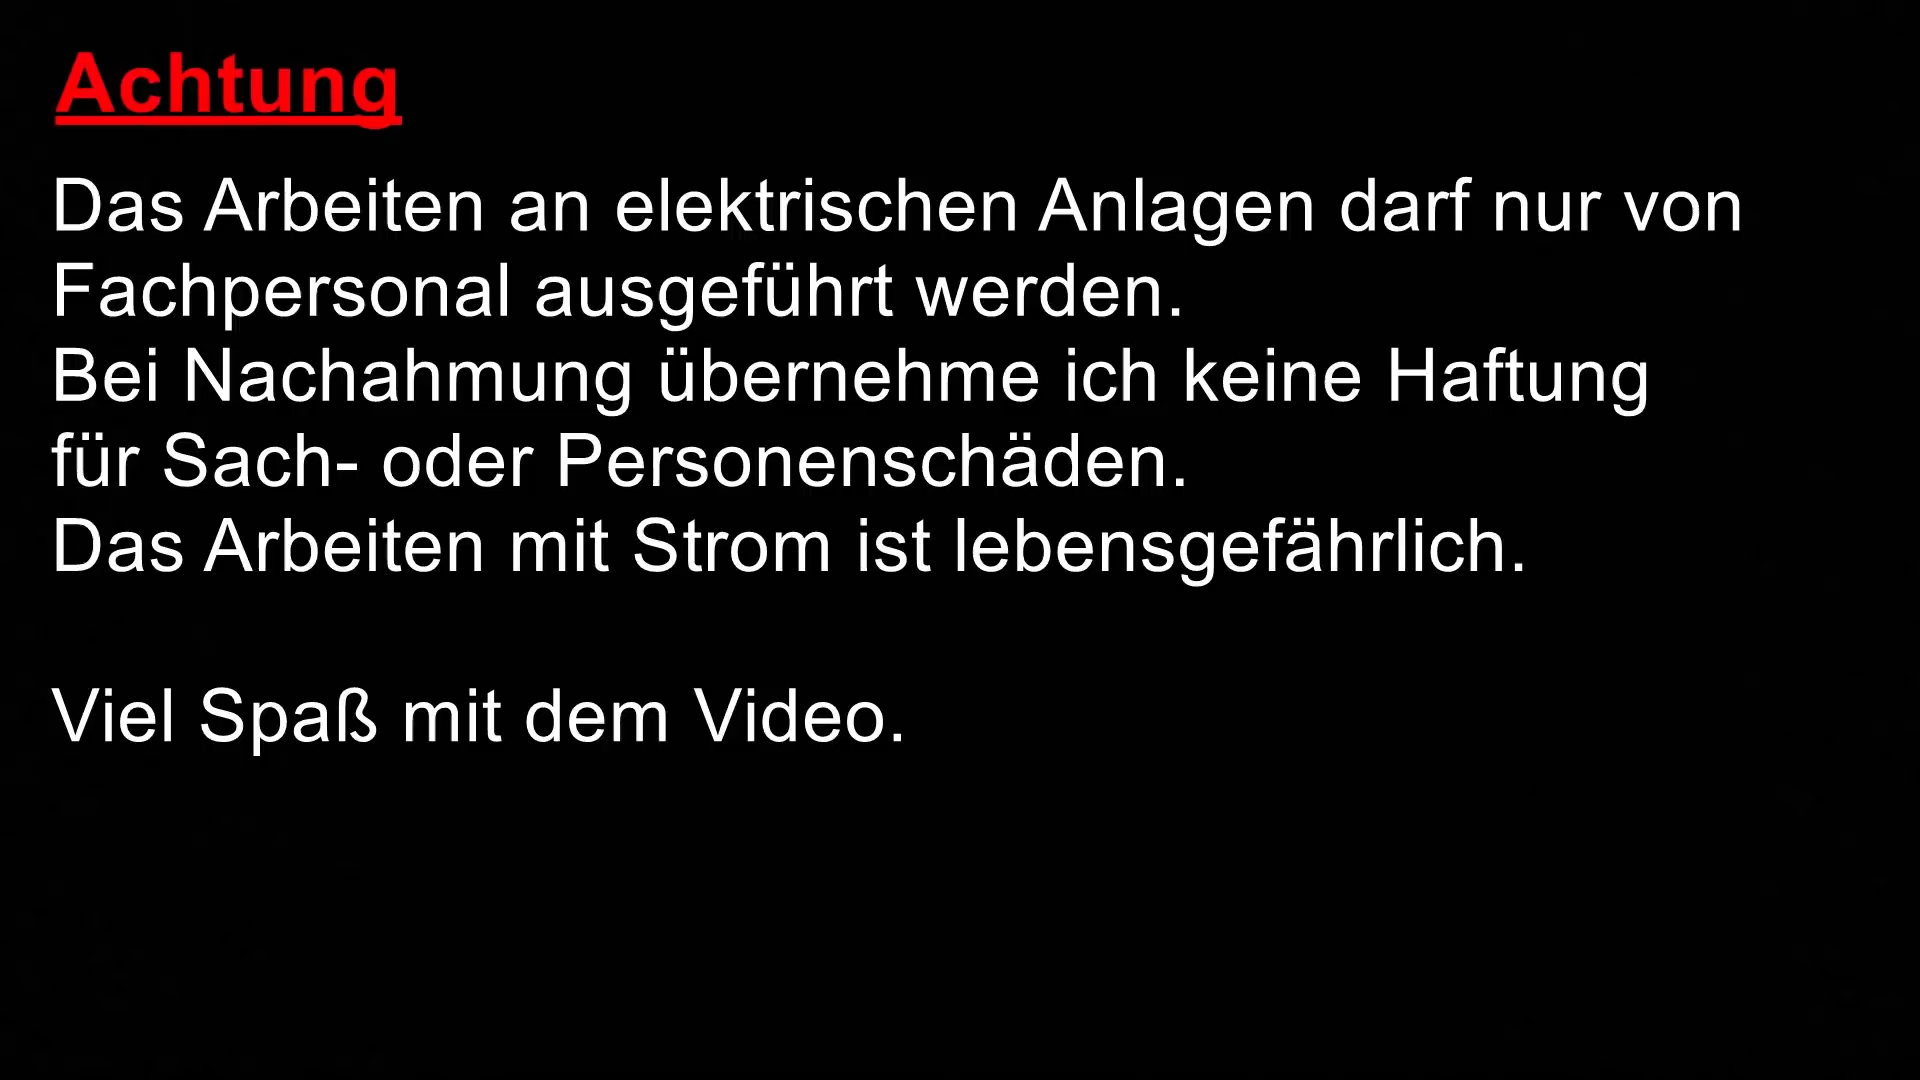 Achtung
Das Arbeiten an elektrischen Anlagen darf nur von
Fachpersonal ausgeführt werden.
Bei Nachahmung übernehme ich keine Haftung
für Sach- oder Personenschäden.
Das Arbeiten mit Strom ist lebensgefährlich.
Viel Spaß mit dem Video.